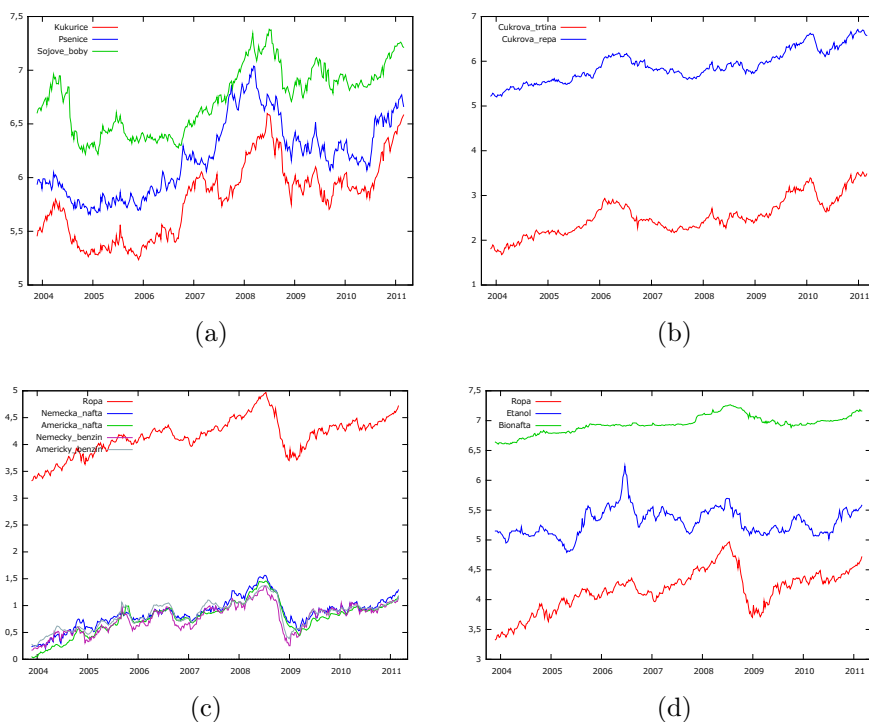 Kukurice
Psenice
Sojove_boby
7,5
7
6,5
6
5,5
5
2004 2005 2006 2007 2008 2009 2010 2011
(a)
Cukrova_trtina
Cukrova_repa
7
6
5
4
3
2
1
2004 2005 2006 2007 2008 2009 2010 2011
(b)
Ropa
Nemecka_nafta
Americka_nafta
Nemecky_benzin
Americky_benzin
5
4,5
4
3,5
3
2,5
2
1,5
1
0,5
0
2004 2005 2006 2007 2008 2009 2010 2011
(c)
Ropa
Etanol
Bionafta
7,5
7
6,5
6
5,5
5
4,5
4
3,5
3
2004 2005 2006 2007 2008 2009 2010 2011
(d)